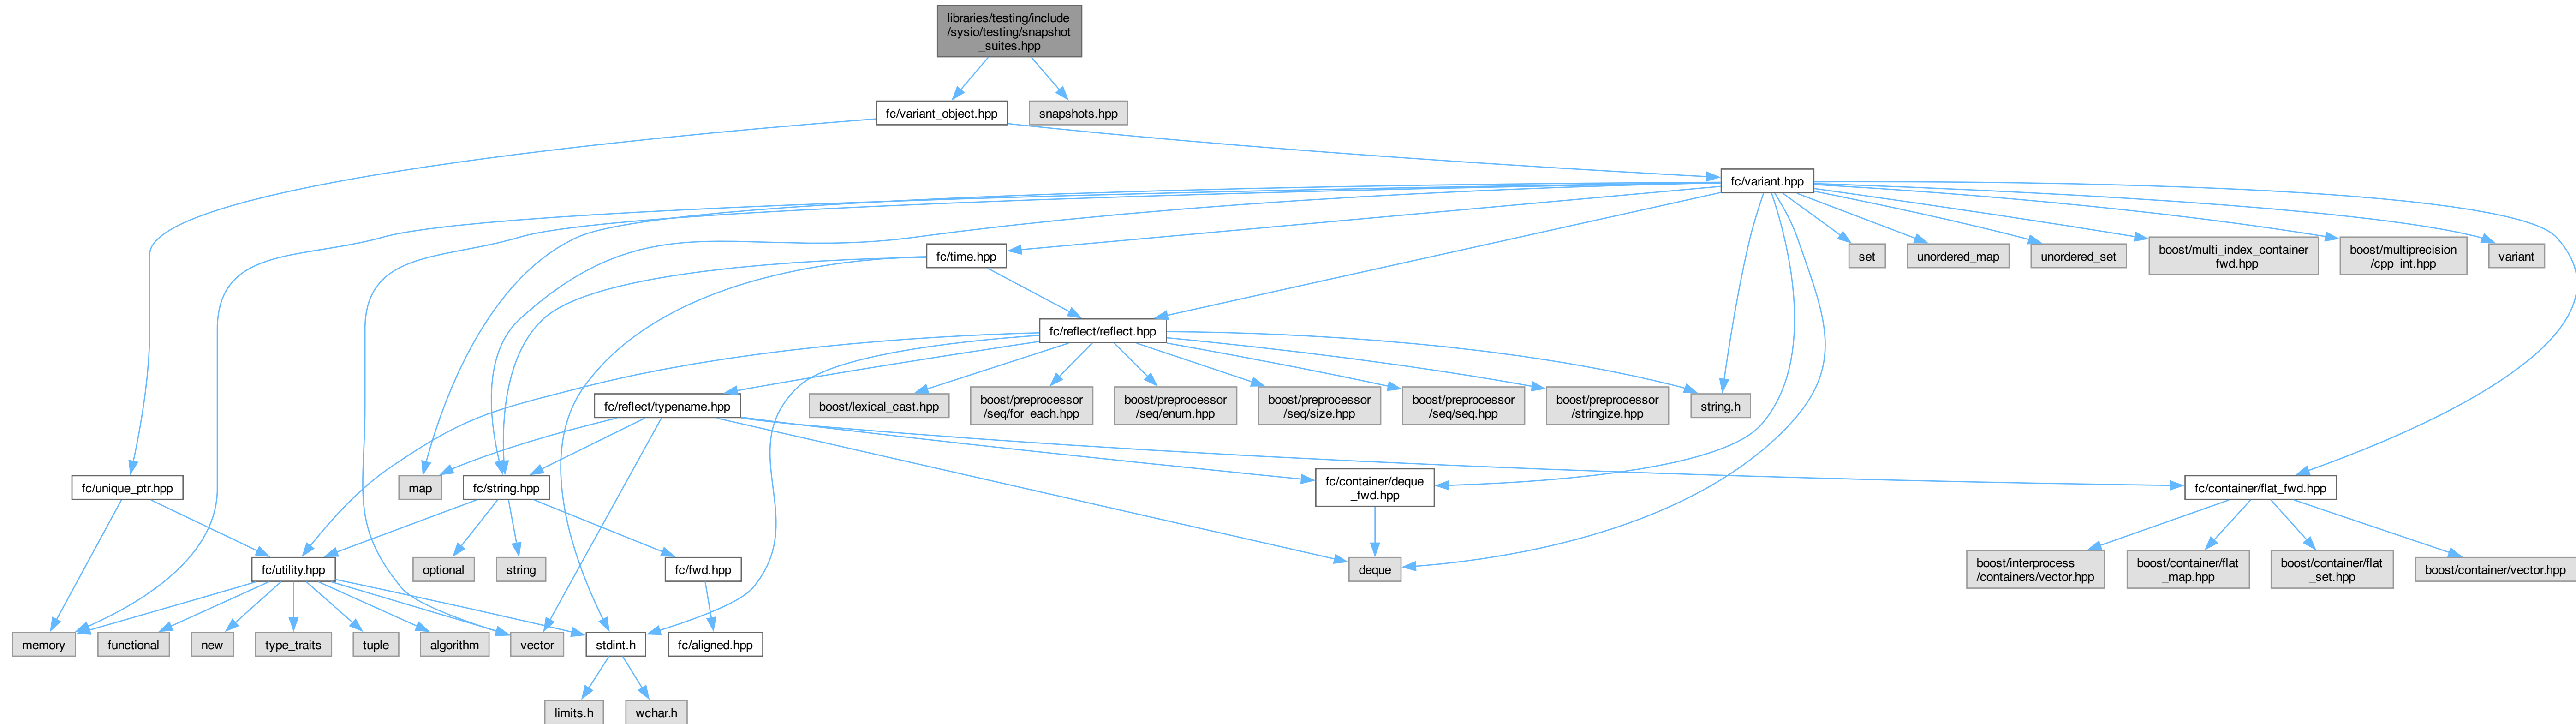 libraries/testing/include
/sysio/testing/snapshot
_suites.hpp
fc/variant_object.hpp
snapshots.hpp
fc/variant.hpp
fc/time.hpp
set
unordered_map
unordered_set
boost/multi_index_container
_fwd.hpp
boost/multiprecision
/cpp_int.hpp
variant
fc/reflect/reflect.hpp
fc/reflect/typename.hpp
boost/lexical_cast.hpp
boost/preprocessor
/seq/for_each.hpp
boost/preprocessor
/seq/enum.hpp
boost/preprocessor
/seq/size.hpp
boost/preprocessor
/seq/seq.hpp
boost/preprocessor
/stringize.hpp
string.h
fc/unique_ptr.hpp
map
fc/string.hpp
fc/container/deque
_fwd.hpp
fc/container/flat_fwd.hpp
fc/utility.hpp
optional
string
fc/fwd.hpp
deque
boost/interprocess
/containers/vector.hpp
boost/container/flat
_map.hpp
boost/container/flat
_set.hpp
boost/container/vector.hpp
memory
functional
new
type_traits
tuple
algorithm
vector
stdint.h
fc/aligned.hpp
limits.h
wchar.h